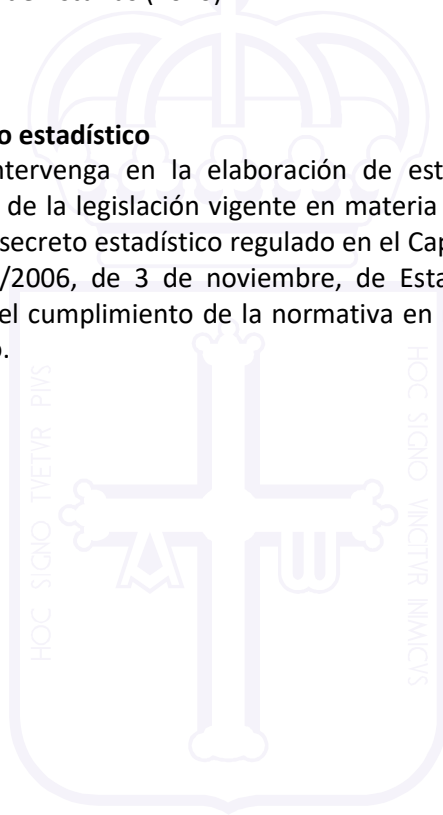 o estadístico
ntervenga en la elaboración de est
de la legislación vigente en materia
secreto estadístico regulado en el Cap
/2006, de 3 de noviembre, de Esta
el cumplimiento de la normativa en
HOC SIGNO TVETVR PIVS
HOC SIGNO VINCITVR INIMICVS